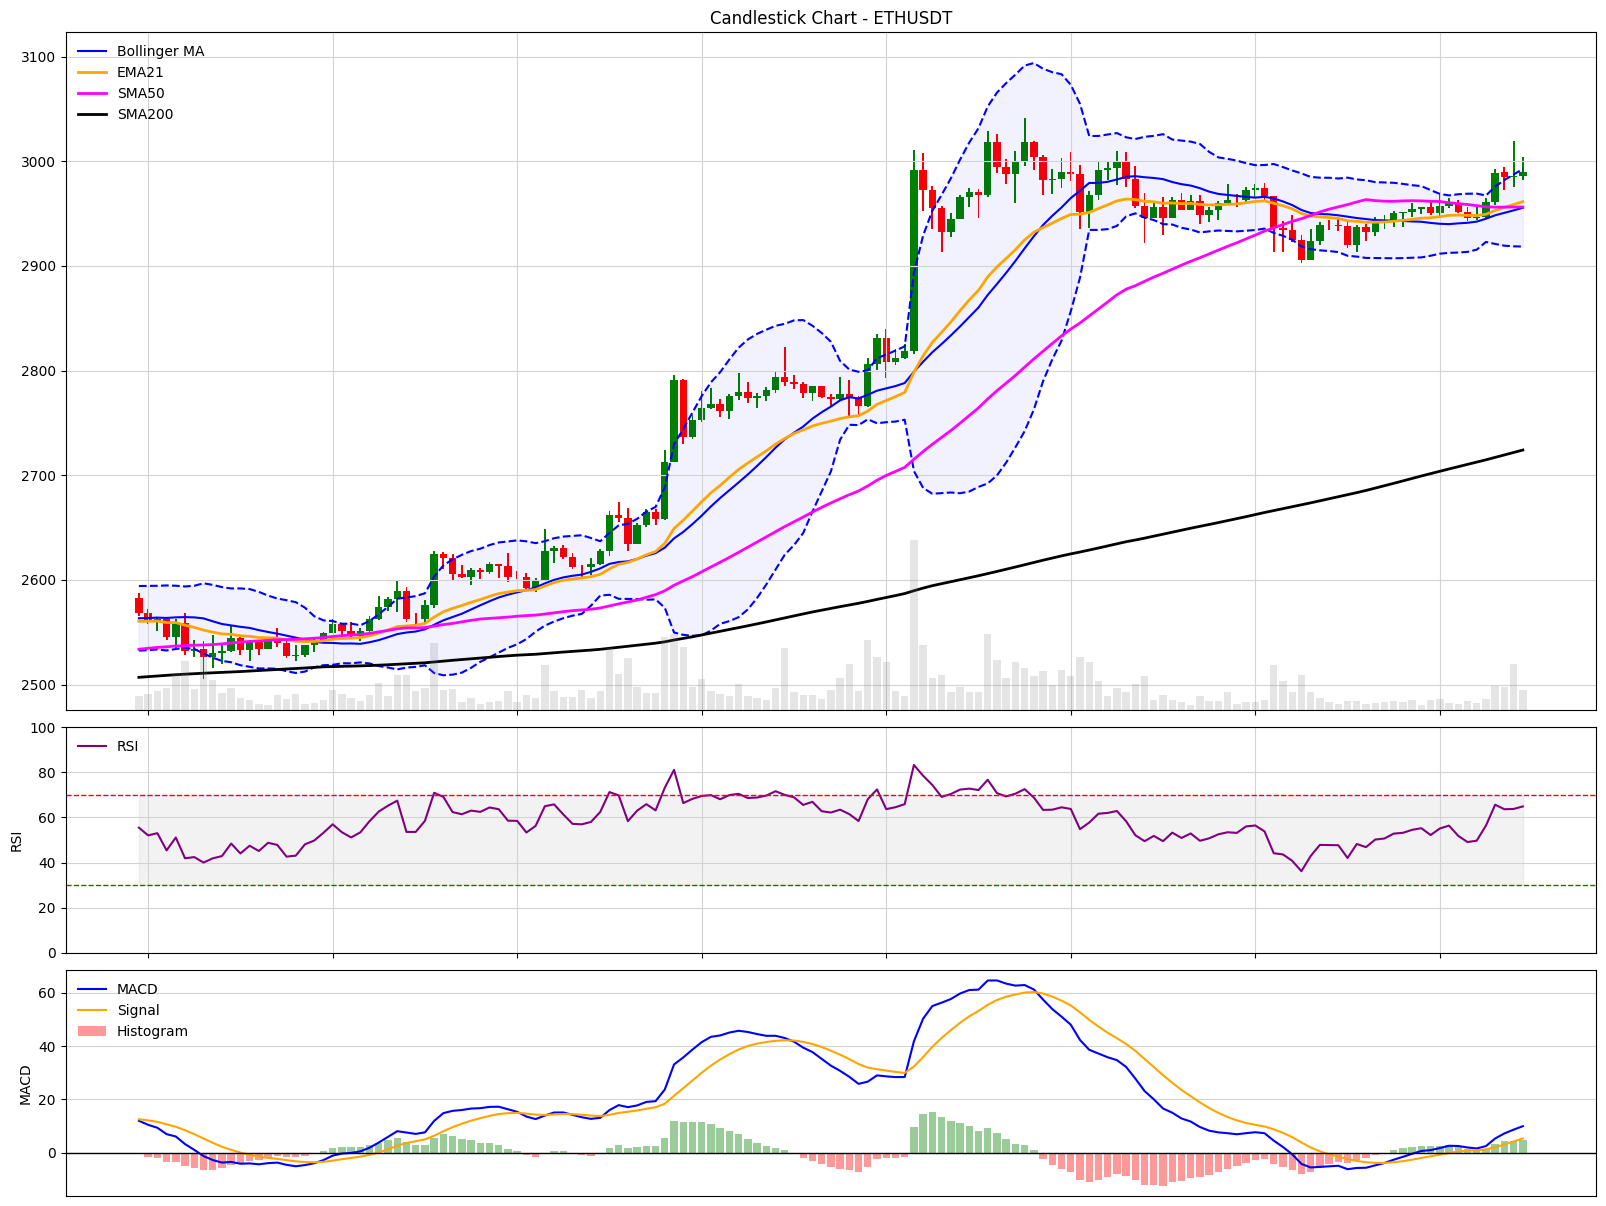 Candlestick Chart - ETHUSDT
Bollinger MA
EMA21
SMA50
SMA200
3100
3000
2900
2800
2700
2600
2500
RSI
100
80
60
40
20
0
RSI
MACD
Signal
Histogram
60
40
20
0
MACD